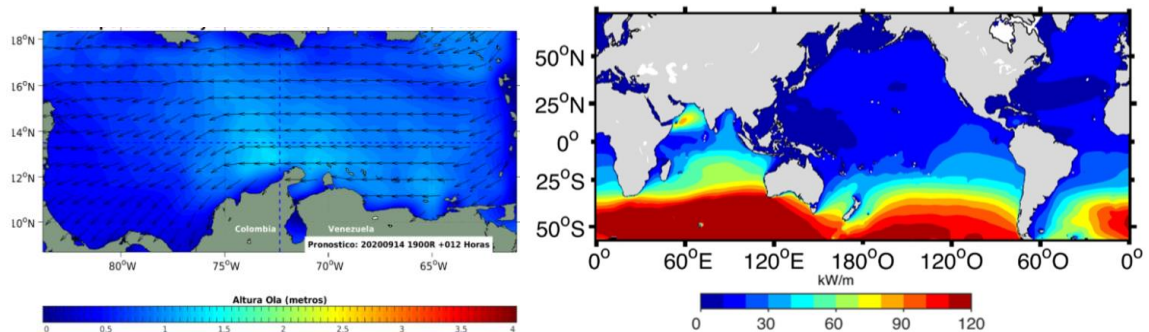 18°N
16°N
14°N
12°N
10°N
Colombia
Venezuela
Pronostico: 20200914 1900R +012 Horas
80°W
75°W
70°W
65°W
Altura Ola (metros)
0 0.5 1 1.5 2 2.5 3 3.5 4
50°N
25°N
0°
25°S
50°S
0° 60°E 120°E 180°O 120°O 60°O 0°
kW/m
0 30 60 90 120